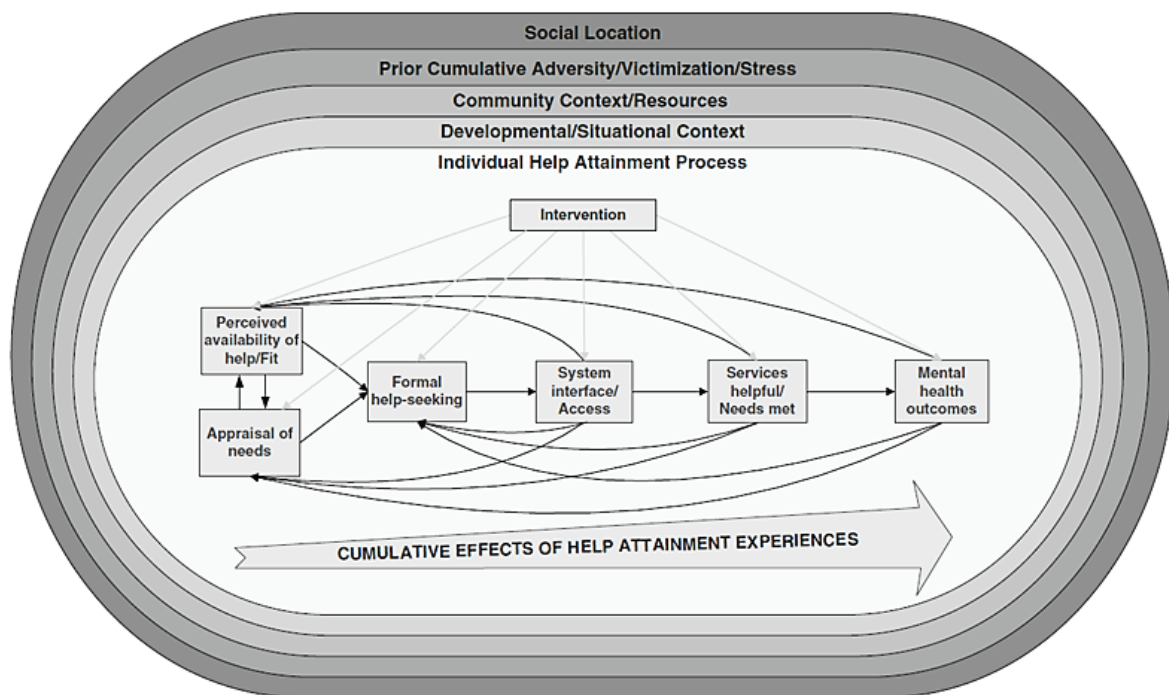 Social Location
Prior Cumulative Adversity/Victimization/Stress
Community Context/Resources
Developmental/Situational Context
Individual Help Attainment Process
Intervention
Perceived
availability of
help/Fit
Appraisal of
needs
Formal
help-seeking
System
interface/
Access
Services
helpful/
Needs met
Mental
health
outcomes
CUMULATIVE EFFECTS OF HELP ATTAINMENT EXPERIENCES